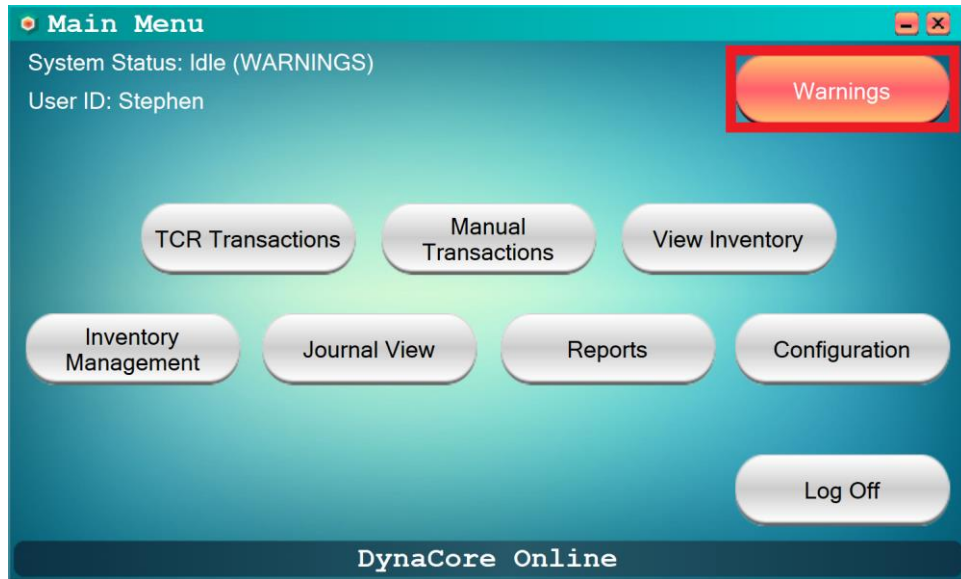 Main Menu
System Status: Idle (WARNINGS)
User ID: Stephen
Warnings
TCR Transactions
Manual
Transactions
View Inventory
Inventory
Management
Journal View
Reports
Configuration
Log Off
DynaCore Online